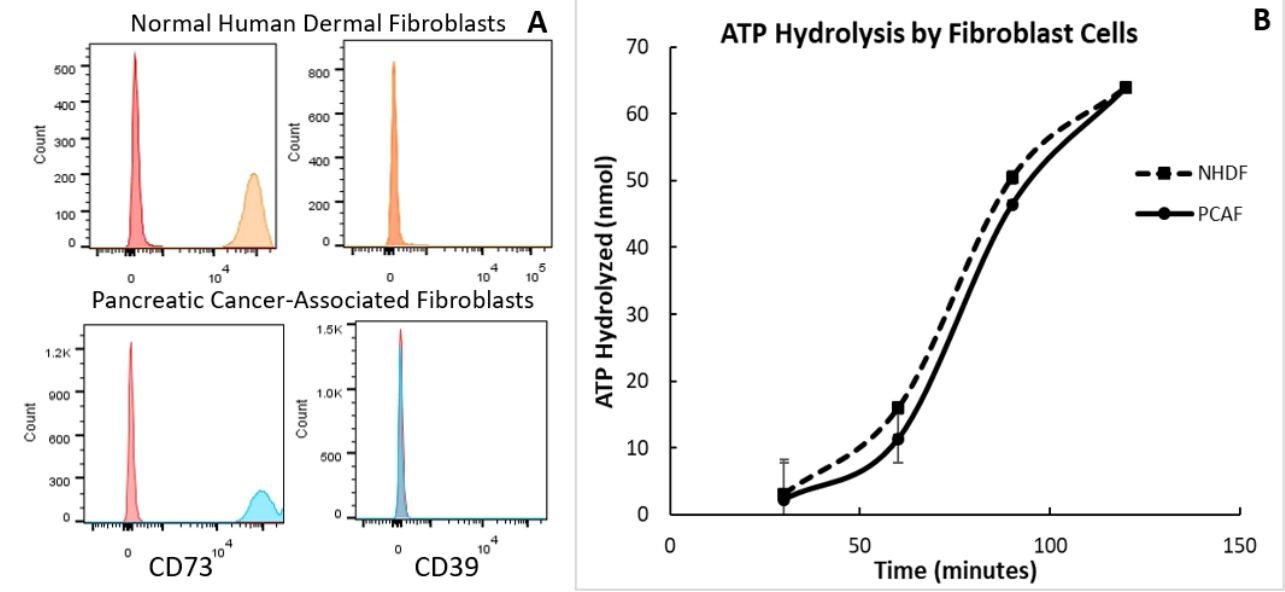 Normal Human Dermal Fibroblasts
A
500
400
300
200
100
0
Count
0
10^4
800
600
400
200
0
Count
0
10^4
10^5
Pancreatic Cancer-Associated Fibroblasts
1.2K
900
600
300
0
Count
0
10^4
CD73
1.5K
1.0K
500
0
Count
0
10^4
CD39
B
ATP Hydrolysis by Fibroblast Cells
70
60
50
40
30
20
10
0
ATP Hydrolyzed (nmol)
0
50
100
150
Time (minutes)
NHDF
PCAF